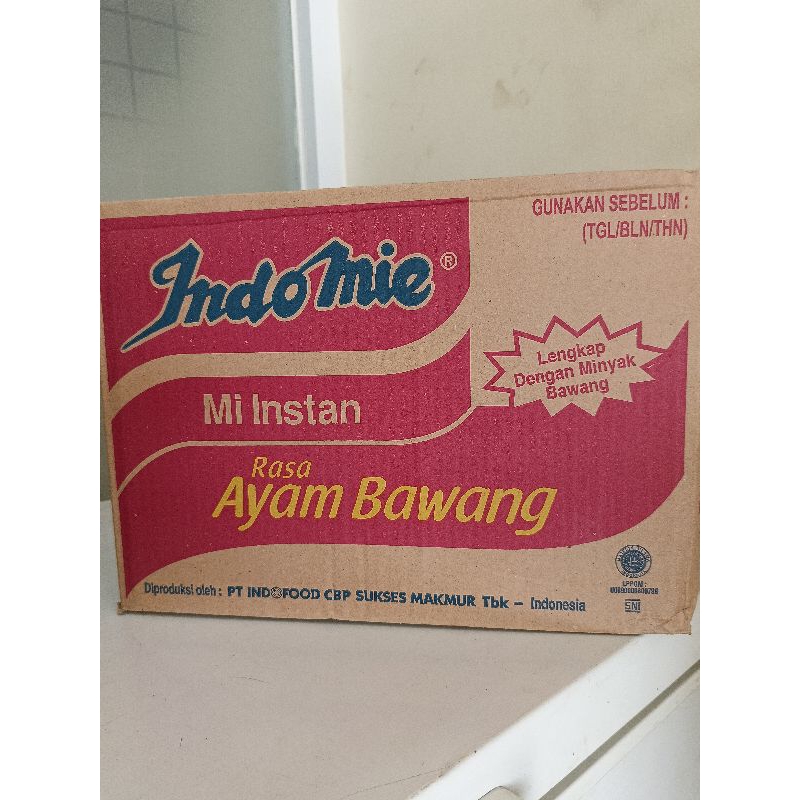 GUNAKAN SEBELUM :
(TGL/BLN/THN)
Indomie®
Lengkap
Dengan Minyak
Bawang
Mi Instan
Rasa
Ayam Bawang
Diproduksi oleh : PT INDOFOOD CBP SUKSES MAKMUR Tbk – Indonesia
LPPOM :
SNI